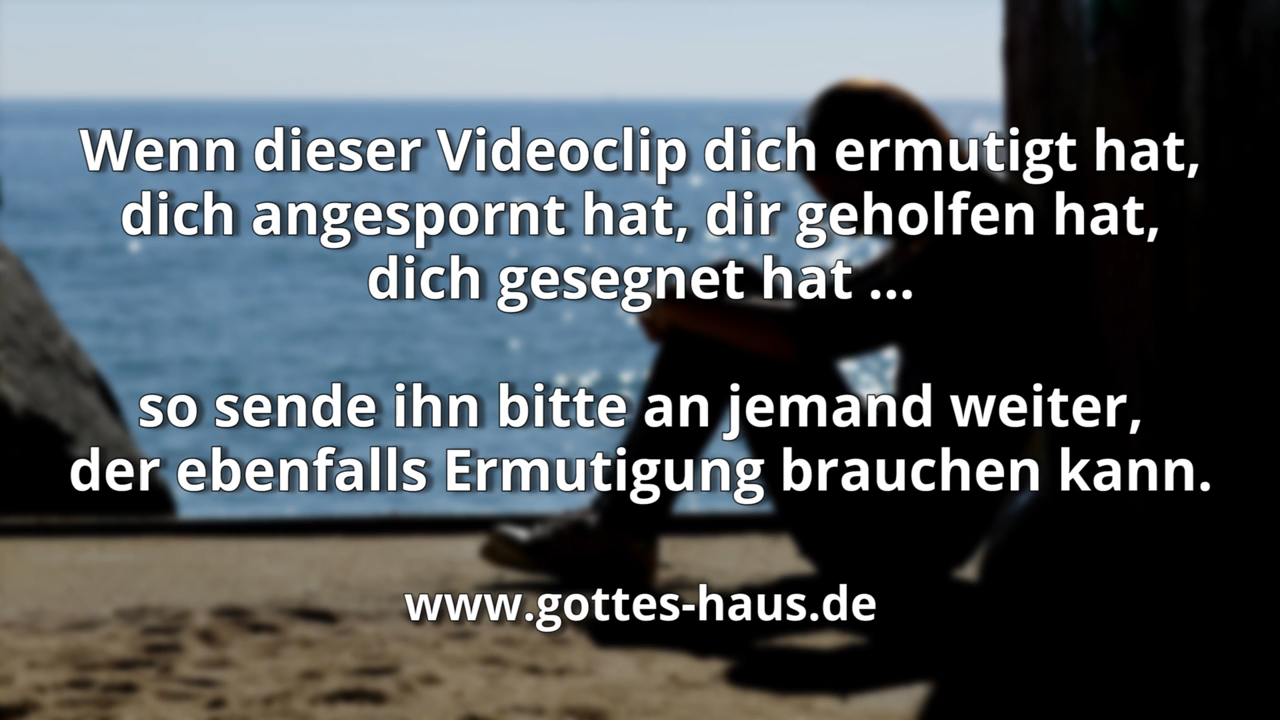 Wenn dieser Videoclip dich ermutigt hat,
dich angespornt hat, dir geholfen hat,
dich gesegnet hat ...
so sende ihn bitte an jemand weiter,
der ebenfalls Ermutigung brauchen kann.
www.gottes-haus.de